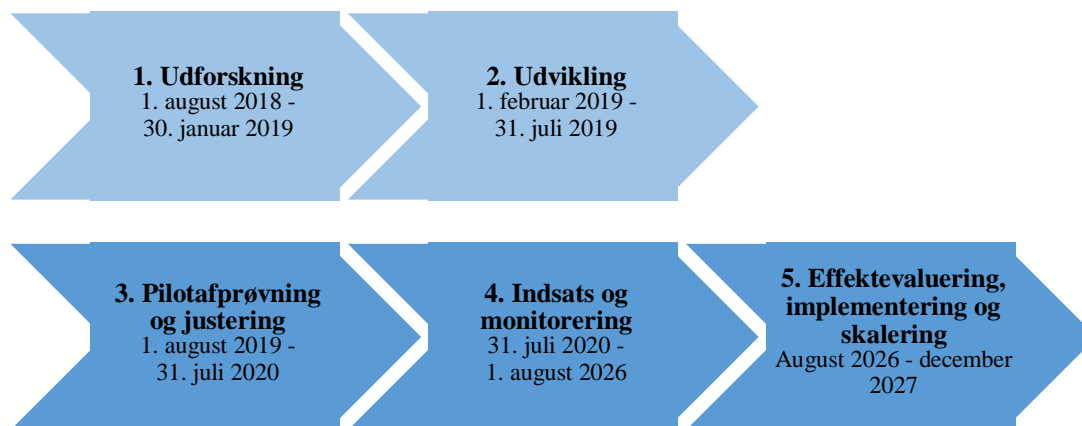 1. Udforskning
1. august 2018 -
30. januar 2019
2. Udvikling
1. februar 2019 -
31. juli 2019
3. Pilotafprøvning
og justering
1. august 2019 -
31. juli 2020
4. Indsats og
monitorering
31. juli 2020 -
1. august 2026
5. Effektevaluering,
implementering og
skalering
August 2026 - december
2027